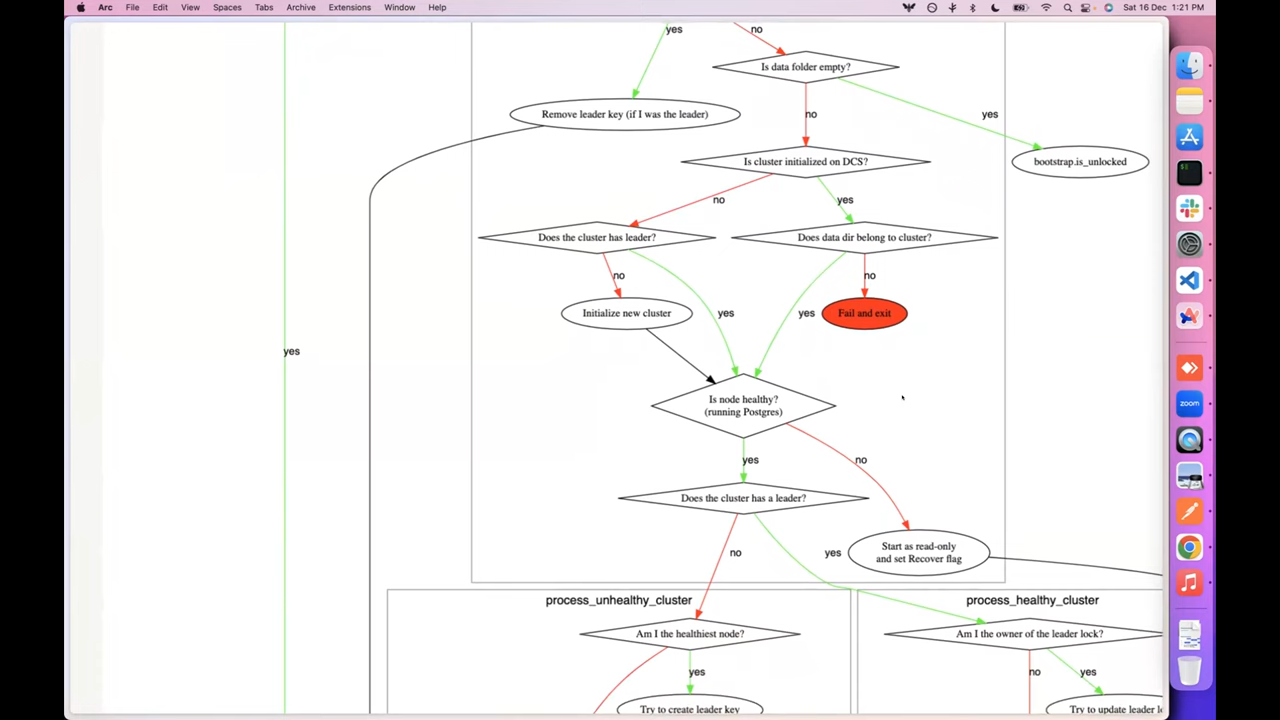 Arc File Edit View Spaces Tabs Archive Extensions Window Help Sat 16 Dec 1:21 PM
yes
no
Is data folder empty?
Remove leader key (if I was the leader)
no
yes
Is cluster initialized on DCS?
bootstrap.is_unlocked
no
yes
Does the cluster has leader?
Does data dir belong to cluster?
no
no
Initialize new cluster
yes
yes
Fail and exit
yes
Is node healthy?
(running Postgres)
yes
no
Does the cluster has a leader?
no
yes
Start as read-only
and set Recover flag
process_unhealthy_cluster
process_healthy_cluster
Am I the healthiest node?
Am I the owner of the leader lock?
yes
no
yes
Try to create leader key
Try to update leader
zoom